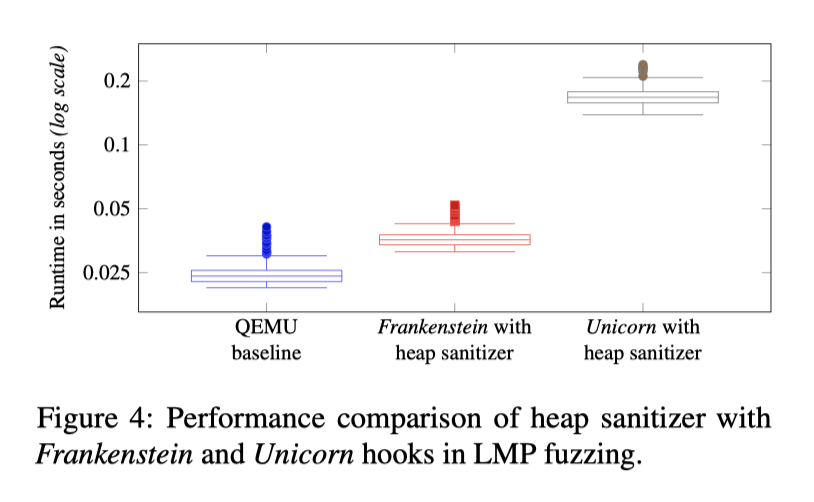 Runtime in seconds (log scale)
0.2
0.1
0.05
0.025
QEMU
baseline
Frankenstein with
heap sanitizer
Unicorn with
heap sanitizer
Figure 4: Performance comparison of heap sanitizer with
Frankenstein and Unicorn hooks in LMP fuzzing.